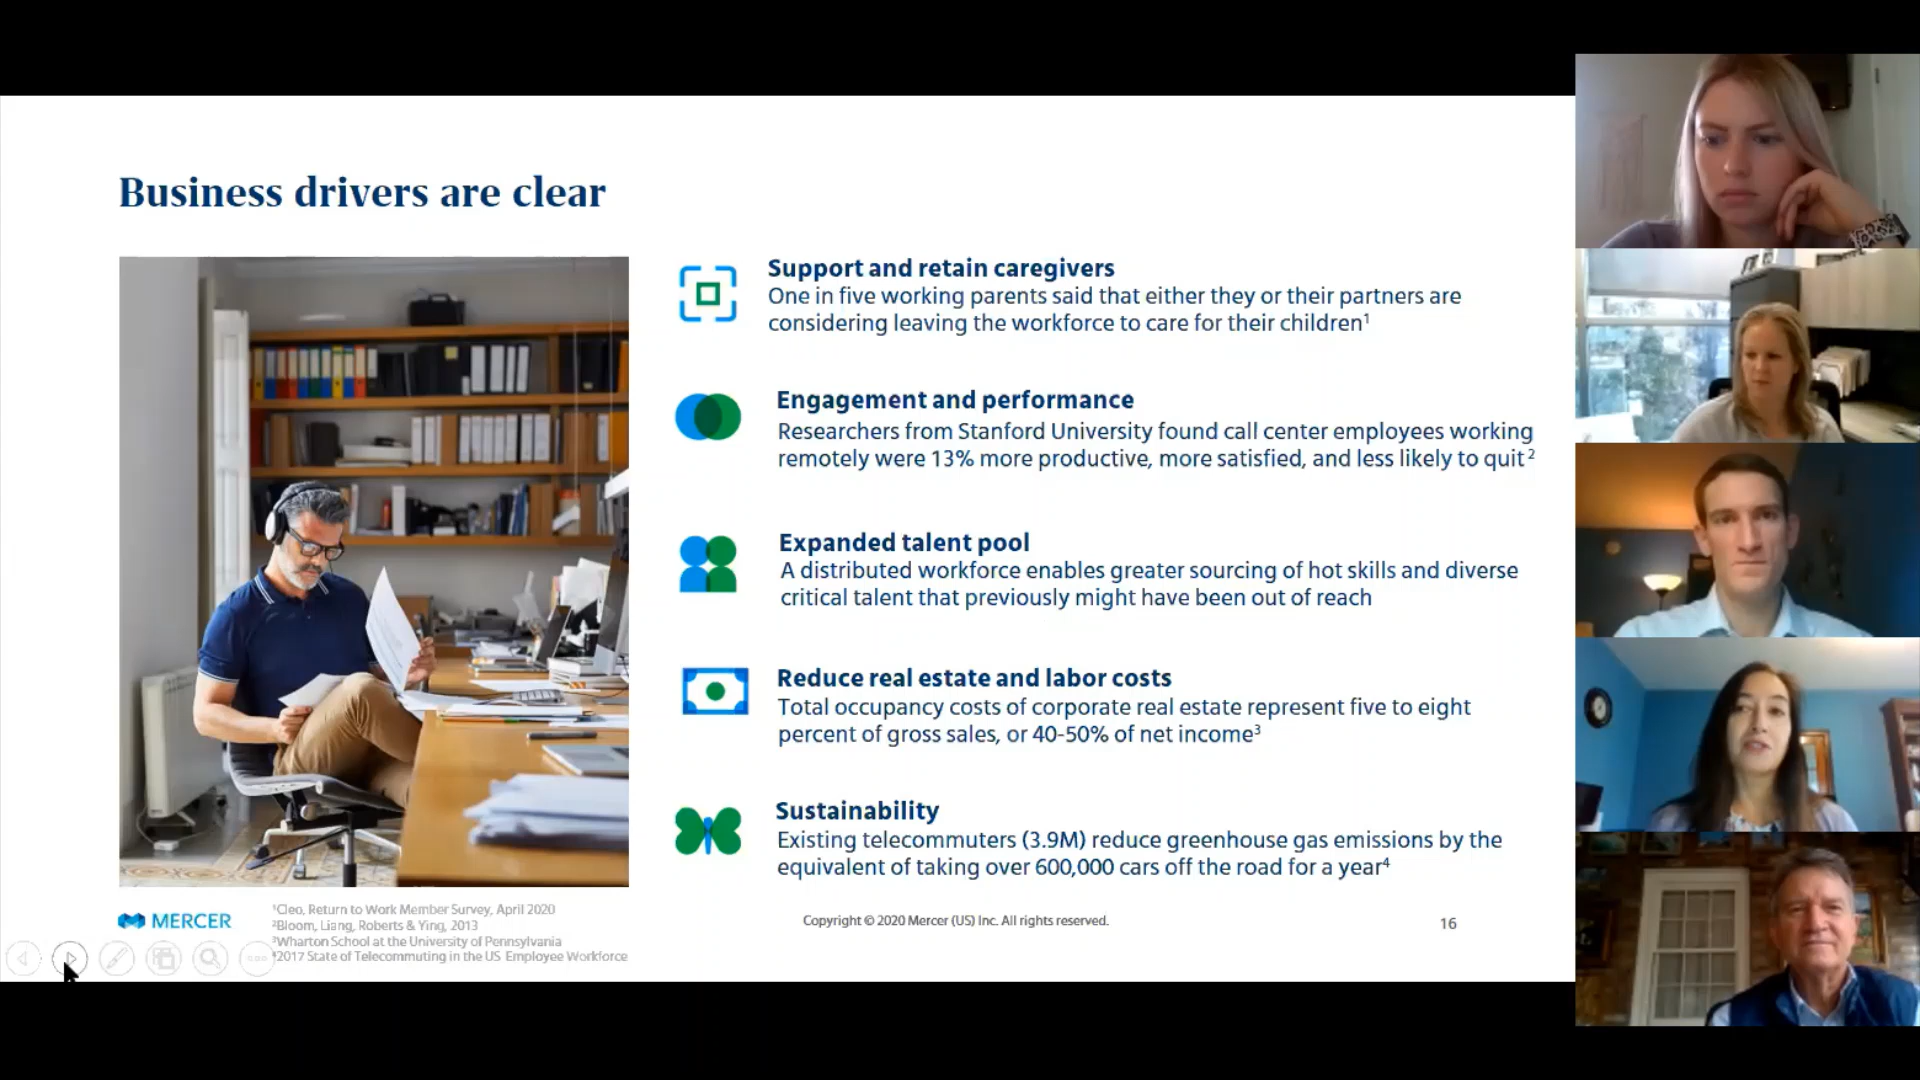 Business drivers are clear
Support and retain caregivers
One in five working parents said that either they or their partners are
considering leaving the workforce to care for their children¹
Engagement and performance
Researchers from Stanford University found call center employees working
remotely were 13% more productive, more satisfied, and less likely to quit²
Expanded talent pool
A distributed workforce enables greater sourcing of hot skills and diverse
critical talent that previously might have been out of reach
Reduce real estate and labor costs
Total occupancy costs of corporate real estate represent five to eight
percent of gross sales, or 40-50% of net income³
Sustainability
Existing telecommuters (3.9M) reduce greenhouse gas emissions by the
equivalent of taking over 600,000 cars off the road for a year⁴
MERCER
¹Cleo, Return to Work Member Survey, April 2020
²Bloom, Liang, Roberts & Ying, 2013
³Wharton School at the University of Pennsylvania
⁴2017 State of Telecommuting in the US Employee Workforce
Copyright © 2020 Mercer (US) Inc. All rights reserved.
16